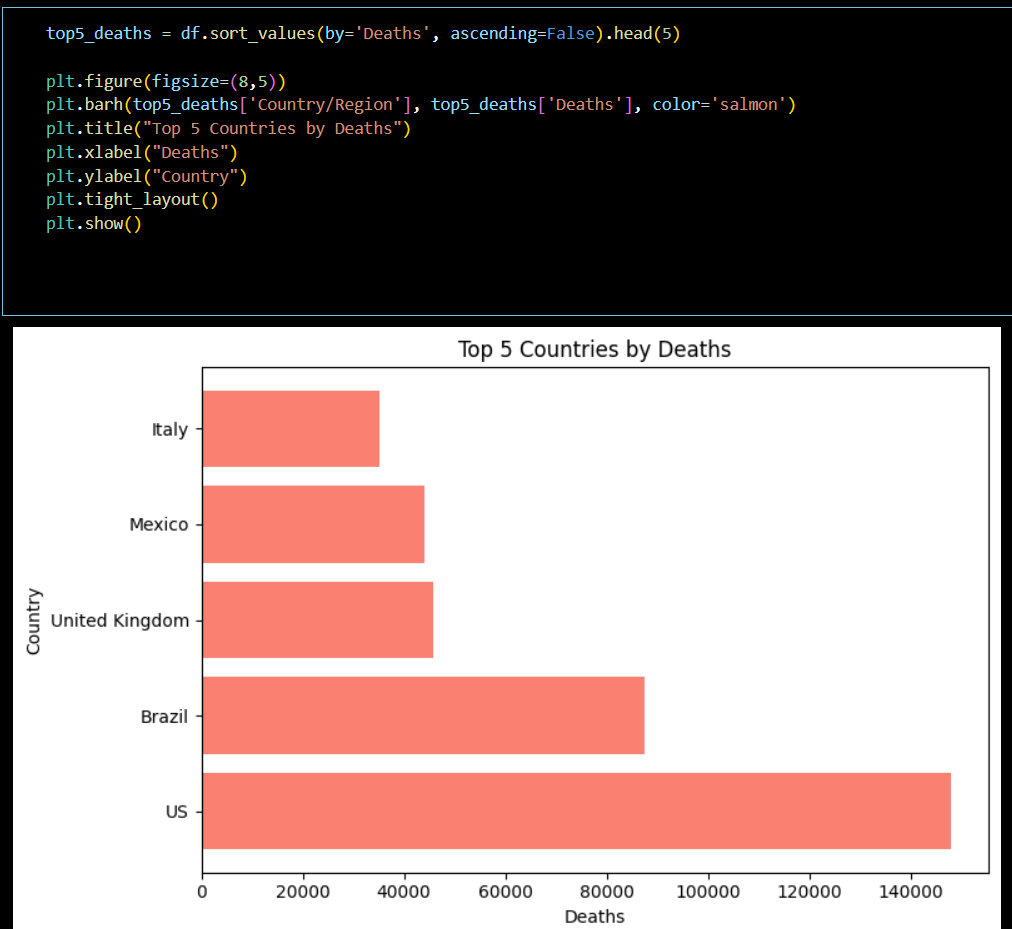 top5_deaths = df.sort_values(by='Deaths', ascending=False).head(5)
plt.figure(figsize=(8,5))
plt.barh(top5_deaths['Country/Region'], top5_deaths['Deaths'], color='salmon')
plt.title("Top 5 Countries by Deaths")
plt.xlabel("Deaths")
plt.ylabel("Country")
plt.tight_layout()
plt.show()
Top 5 Countries by Deaths
Italy
Mexico
United Kingdom
Brazil
US
Country
0 20000 40000 60000 80000 100000 120000 140000
Deaths